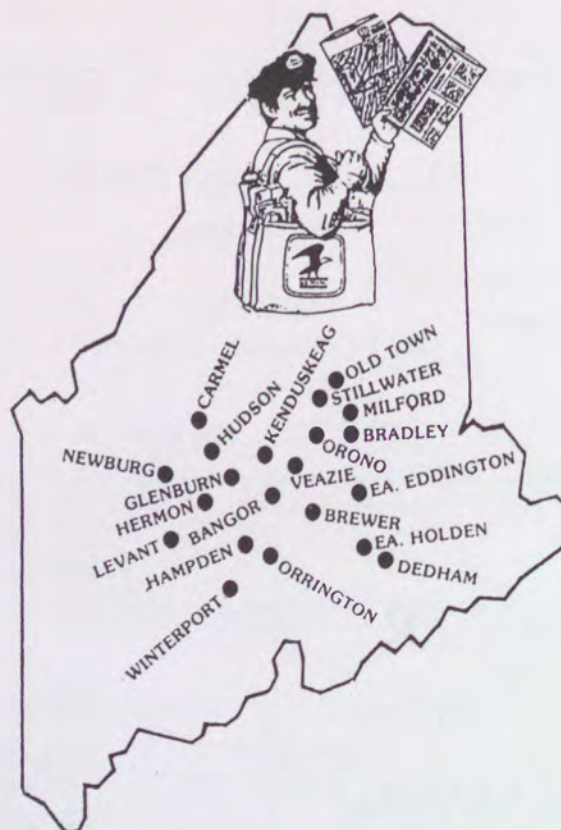 CARMEL
HUDSON
KENDUSKEAG
OLD TOWN
STILLWATER
MILFORD
BRADLEY
ORONO
VEAZIE
NEWBURG
GLENBURN
HERMON
EA. EDDINGTON
BANGOR
BREWER
LEVANT
HAMPDEN
EA. HOLDEN
DEDHAM
ORRINGTON
WINTERPORT